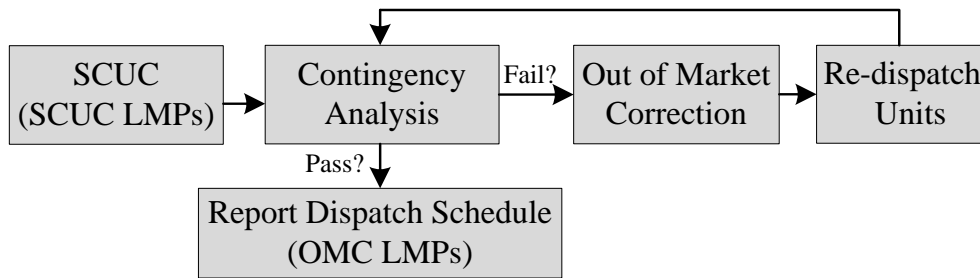 SCUC
(SCUC LMPs)
Contingency
Analysis
Fail?
Out of Market
Correction
Re-dispatch
Units
Pass?
Report Dispatch Schedule
(OMC LMPs)